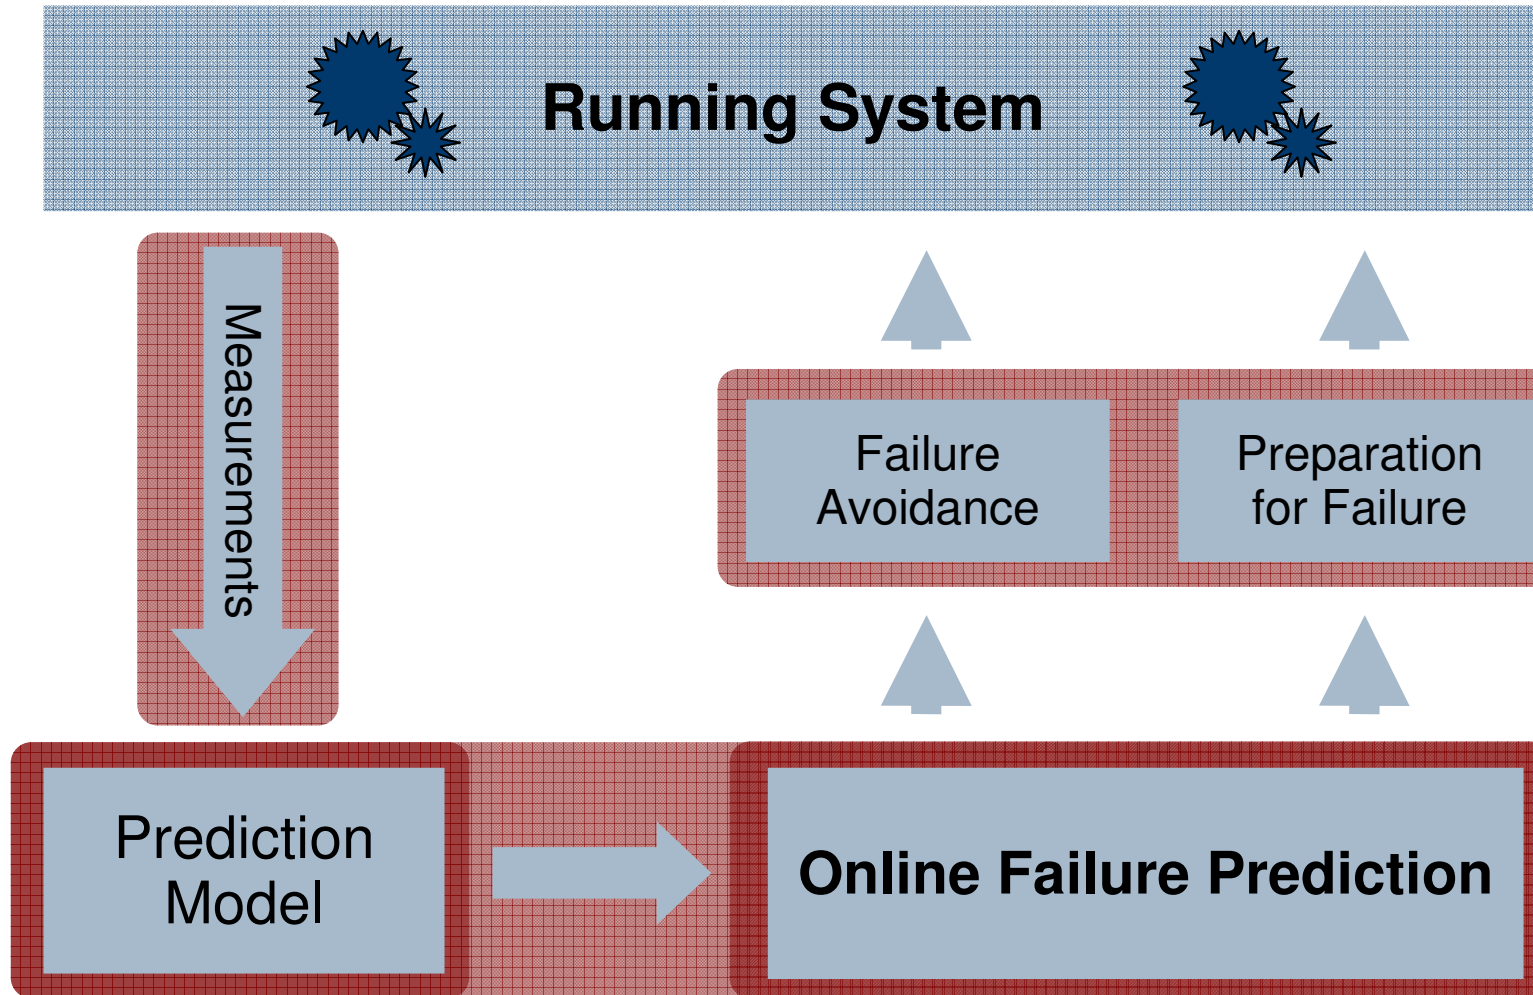 Running System
Measurements
Failure
Avoidance
Preparation
for Failure
Prediction
Model
Online Failure Prediction